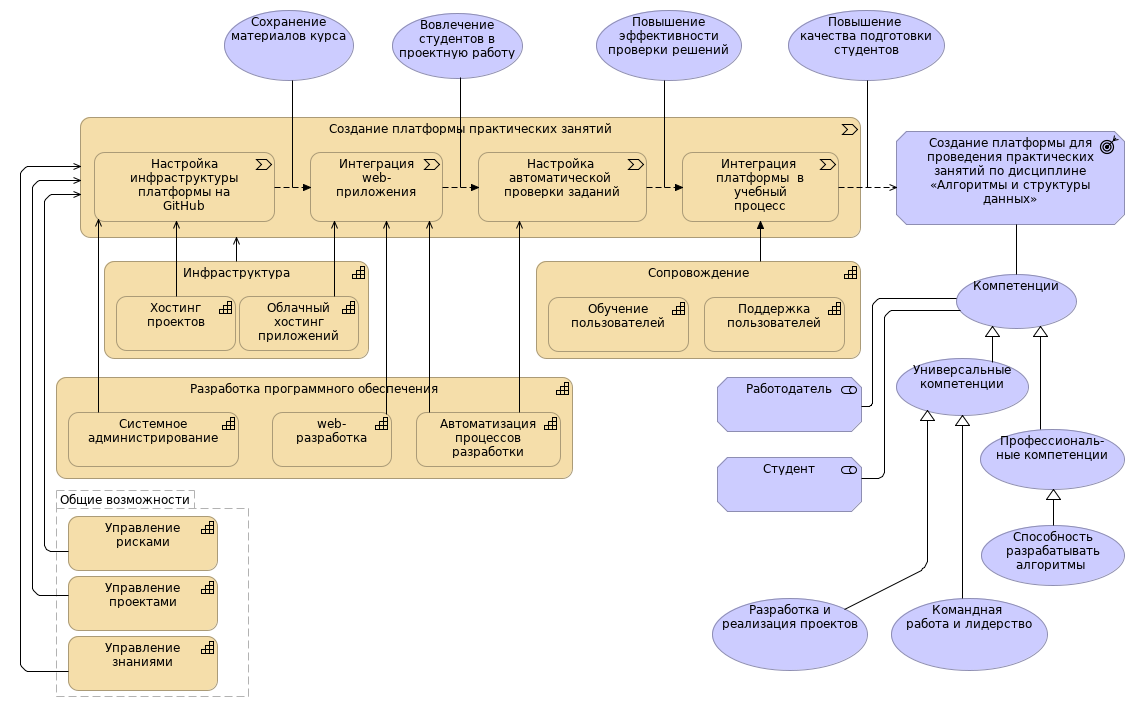 Сохранение
материалов курса
Вовлечение
студентов в
проектную работу
Повышение
эффективности
проверки решений
Повышение
качества подготовки
студентов
Создание платформы практических занятий
Настройка
инфраструктуры
платформы на
GitHub
Интеграция
web-
приложения
Настройка
автоматической
проверки заданий
Интеграция
платформы в
учебный
процесс
Создание платформы для
проведения практических
занятий по дисциплине
«Алгоритмы и структуры
данных»
Инфраструктура
Хостинг
проектов
Облачный
хостинг
приложений
Сопровождение
Обучение
пользователей
Поддержка
пользователей
Компетенции
Универсальные
компетенции
Разработка программного обеспечения
Системное
администрирование
web-
разработка
Автоматизация
процессов
разработки
Работодатель
Студент
Профессиональ-
ные компетенции
Общие возможности
Управление
рисками
Управление
проектами
Управление
знаниями
Способность
разрабатывать
алгоритмы
Разработка и
реализация проектов
Командная
работа и лидерство